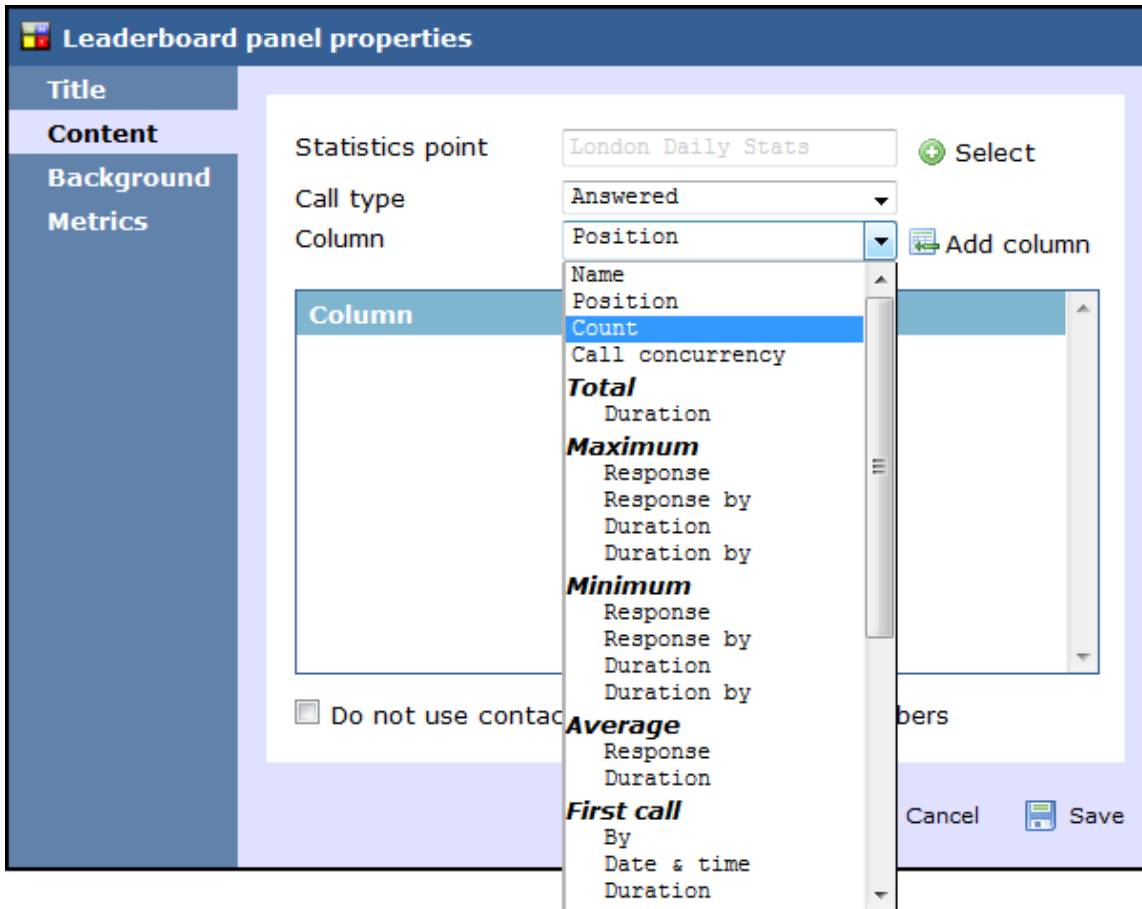 Leaderboard panel properties
Title
Content
Background
Metrics
Statistics point London Daily Stats Select
Call type Answered
Column Position Add column
Column
Name
Position
Count
Call concurrency
Total
Duration
Maximum
Response
Response by
Duration
Duration by
Minimum
Response
Response by
Duration
Duration by
Average
Response
Duration
First call
By
Date & time
Duration
Do not use
Cancel Save